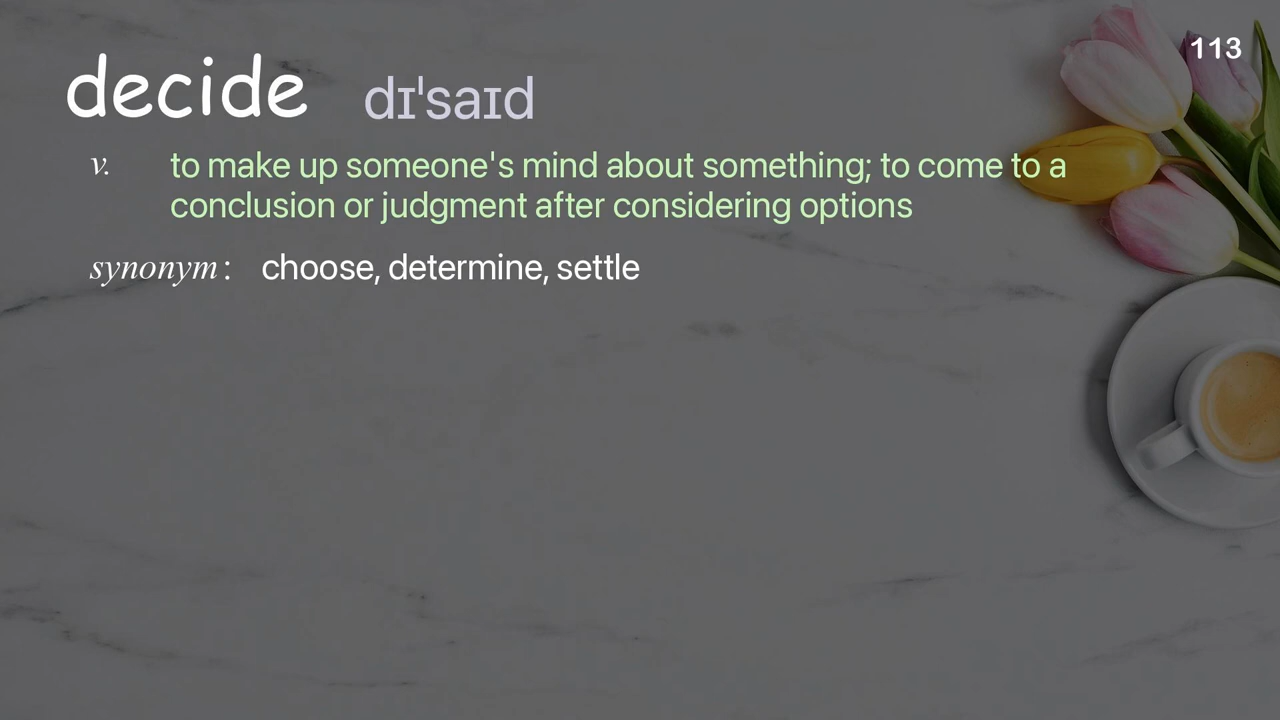 113
decide dɪˈsaɪd
v. to make up someone's mind about something; to come to a
conclusion or judgment after considering options
synonym: choose, determine, settle